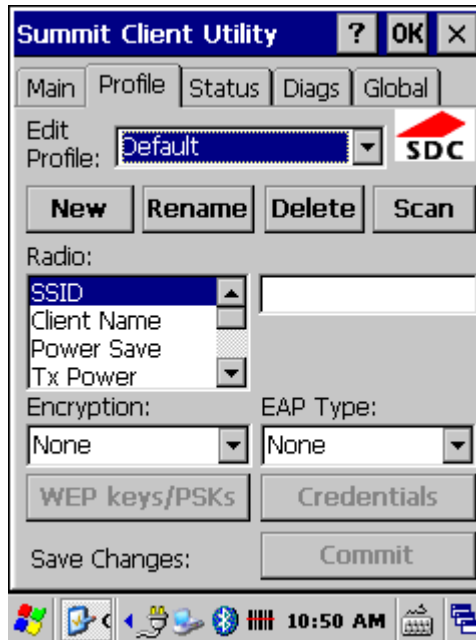 Summit Client Utility ? OK ×
Main Profile Status Diags Global
Edit
Profile: Default
SDC
New Rename Delete Scan
Radio:
SSID
Client Name
Power Save
Tx Power
Encryption: EAP Type:
None None
WEP keys/PSKs Credentials
Save Changes: Commit
10:50 AM